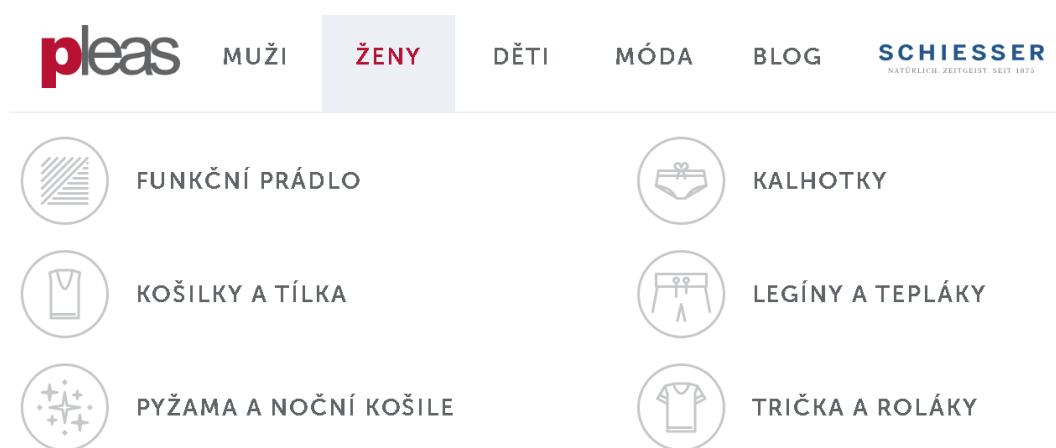 pleas MUŽI ŽENY DĚTI MÓDA BLOG SCHIESSER
NATÜRLICH. ZEITGEIST. SEIT 1875
FUNKČNÍ PRÁDLO KALHOTKY
KOŠILKY A TÍLKA LEGÍNY A TEPLÁKY
PYŽAMA A NOČNÍ KOŠILE TRIČKA A ROLÁKY